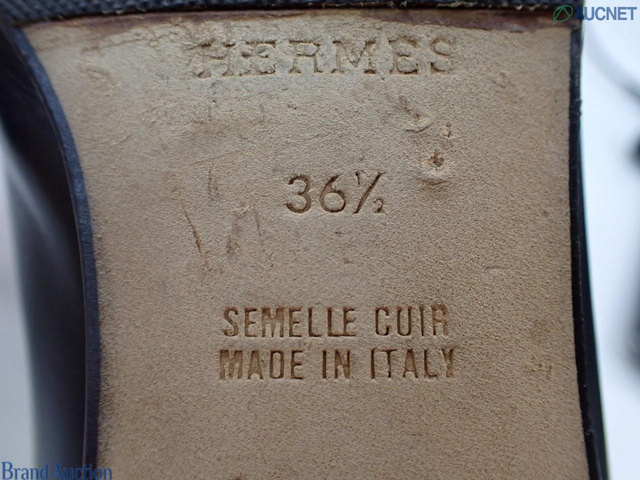 AUCNET
HERMES
36½
SEMELLE CUIR
MADE IN ITALY
Brand Auction